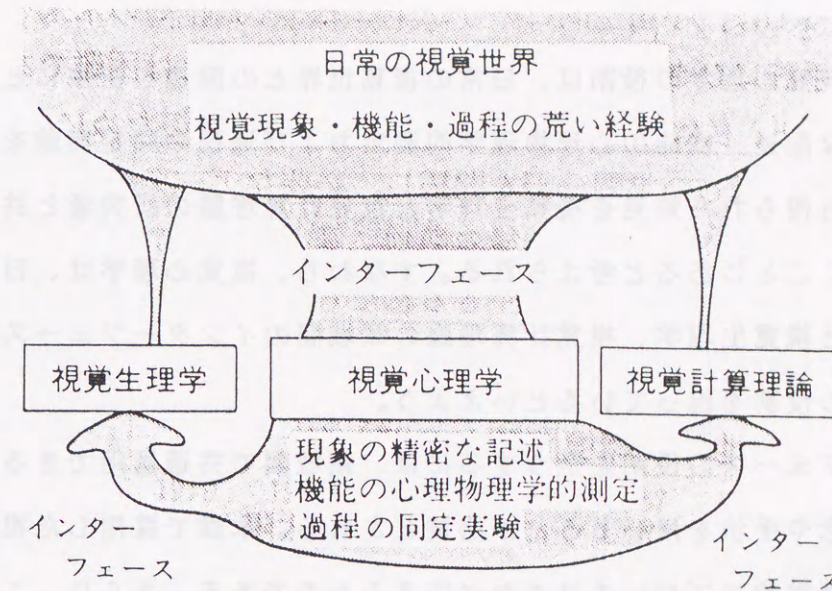 日常の視覚世界
視覚現象・機能・過程の荒い経験
インターフェース
視覚生理学
視覚心理学
視覚計算理論
現象の精密な記述
機能の心理物理学的測定
過程の同定実験
インター
フェース
インター
フェース